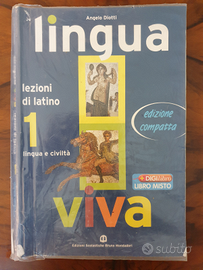 Angelo Diotti
lingua
lezioni
di latino
1
lingua e civiltà
edizione
compatta
+ DIGIlibro
LIBRO MISTO
viva
Edizioni Scolastiche Bruno Mondadori
subito